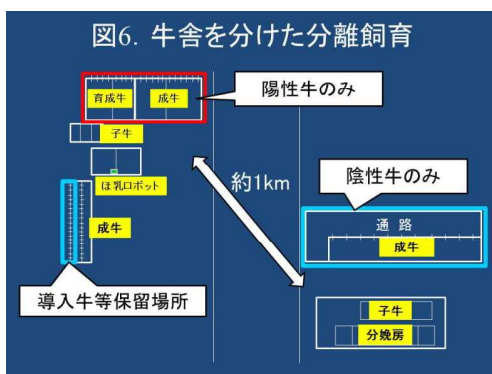 図6. 牛舎を分けた分離飼育
陽性牛のみ
育成牛
成牛
子牛
ほ乳ロボット
約1km
陰性牛のみ
通 路
成牛
成牛
導入牛等保留場所
子牛
分娩房